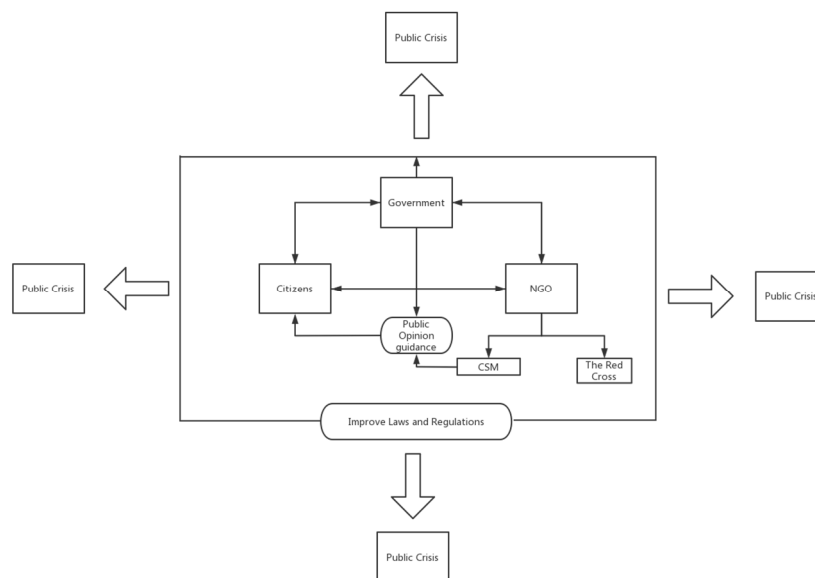 Public Crisis
Government
Public Crisis
Citizens
NGO
Public Crisis
Public
Opinion
guidance
CSM
The Red
Cross
Improve Laws and Regulations
Public Crisis